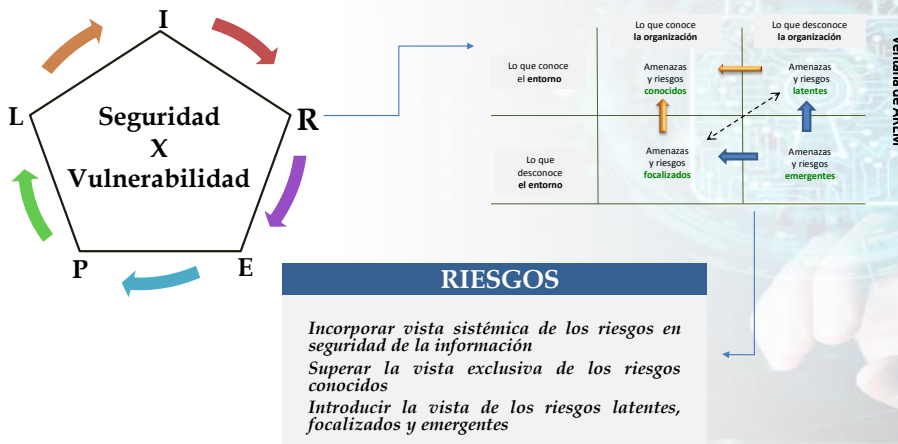 I
L
R
P
E
Seguridad
X
Vulnerabilidad
Lo que conoce
la organización
Lo que desconoce
la organización
Lo que conoce
el entorno
Amenazas
y riesgos
conocidos
Amenazas
y riesgos
latentes
Lo que
desconoce
el entorno
Amenazas
y riesgos
focalizados
Amenazas
y riesgos
emergentes
Ventana de AREM
RIESGOS
Incorporar vista sistémica de los riesgos en
seguridad de la información
Superar la vista exclusiva de los riesgos
conocidos
Introducir la vista de los riesgos latentes,
focalizados y emergentes